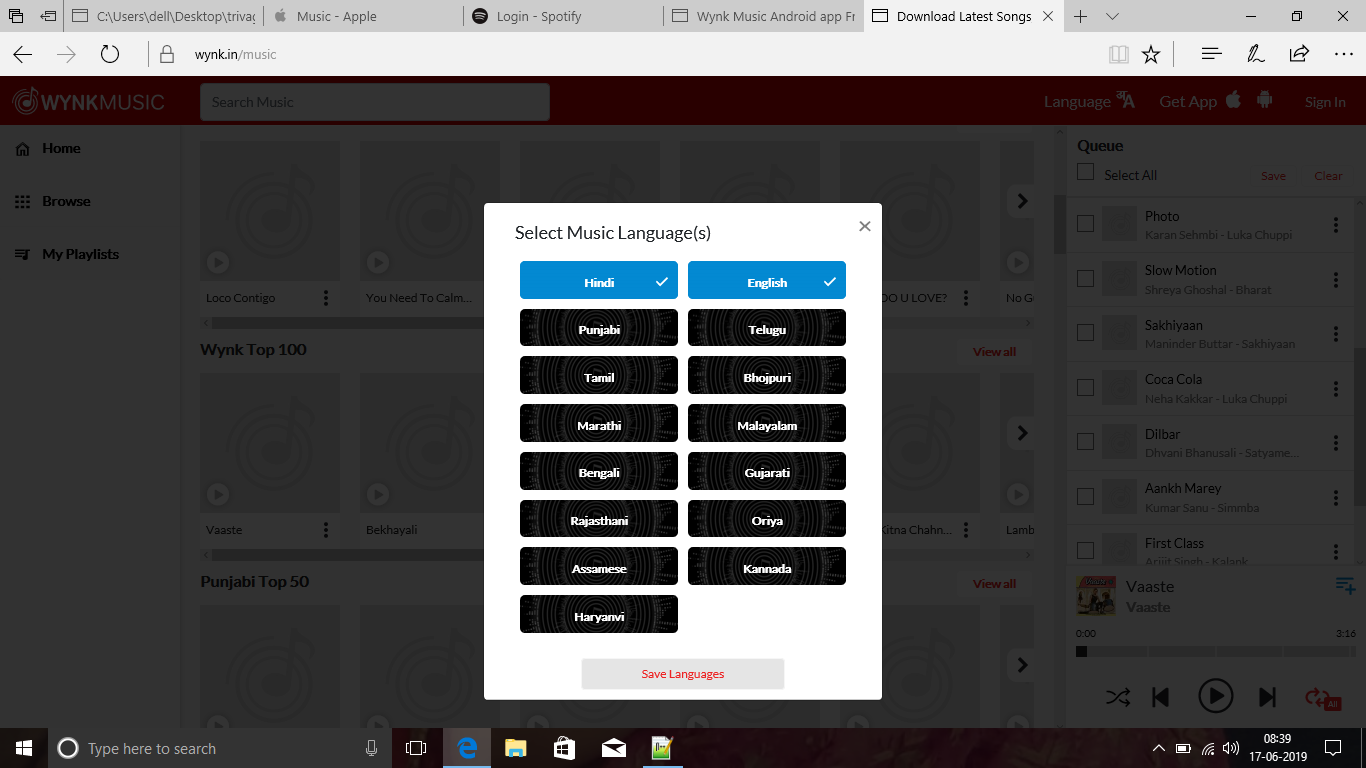 C:\Users\dell\Desktop\trivag
Music - Apple
Login - Spotify
Wynk Music Android app Fr
Download Latest Songs
wynk.in/music
WYNKMUSIC
Search Music
Language
Get App
Sign In
Home
Browse
My Playlists
Loco Contigo
You Need To Calm...
DO U LOVE?
Wynk Top 100
View all
Vaaste
Bekhayali
Kitna Chahn...
Punjabi Top 50
View all
Select Music Language(s)
Hindi
English
Punjabi
Telugu
Tamil
Bhojpuri
Marathi
Malayalam
Bengali
Gujarati
Rajasthani
Oriya
Assamese
Kannada
Haryanvi
Save Languages
Queue
Select All
Save
Clear
Photo
Karan Sehmbi - Luka Chuppi
Slow Motion
Shreya Ghoshal - Bharat
Sakhiyaan
Maninder Buttar - Sakhiyaan
Coca Cola
Neha Kakkar - Luka Chuppi
Dilbar
Dhvani Bhanusali - Satyame...
Aankh Marey
Kumar Sanu - Simmba
First Class
Arijit Singh - Kalank
Vaaste
Vaaste
0:00
3:16
All
Type here to search
08:39
17-06-2019